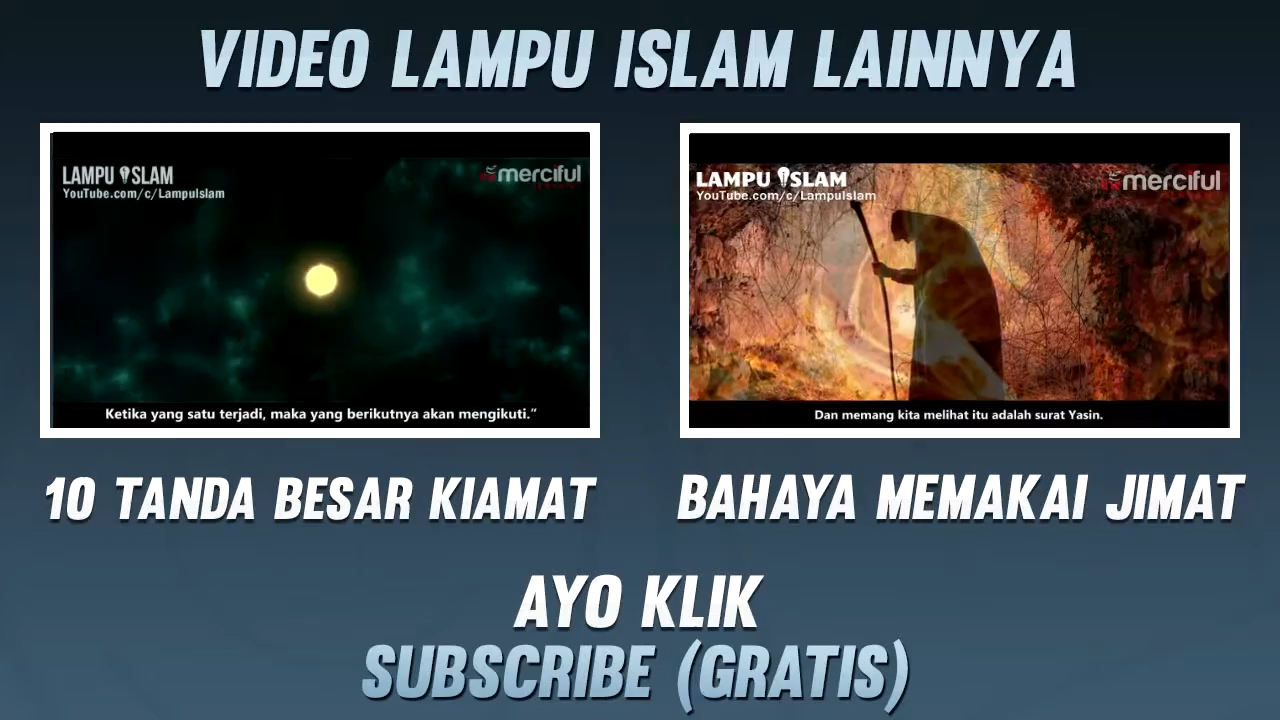 VIDEO LAMPU ISLAM LAINNYA
LAMPU ISLAM
YouTube.com/c/LampuIslam
merciful
Ketika yang satu terjadi, maka yang berikutnya akan mengikuti.”
LAMPU ISLAM
YouTube.com/c/LampuIslam
merciful
Dan memang kita melihat itu adalah surat Yasin.
10 TANDA BESAR KIAMAT
BAHAYA MEMAKAI JIMAT
AYO KLIK
SUBSCRIBE (GRATIS)